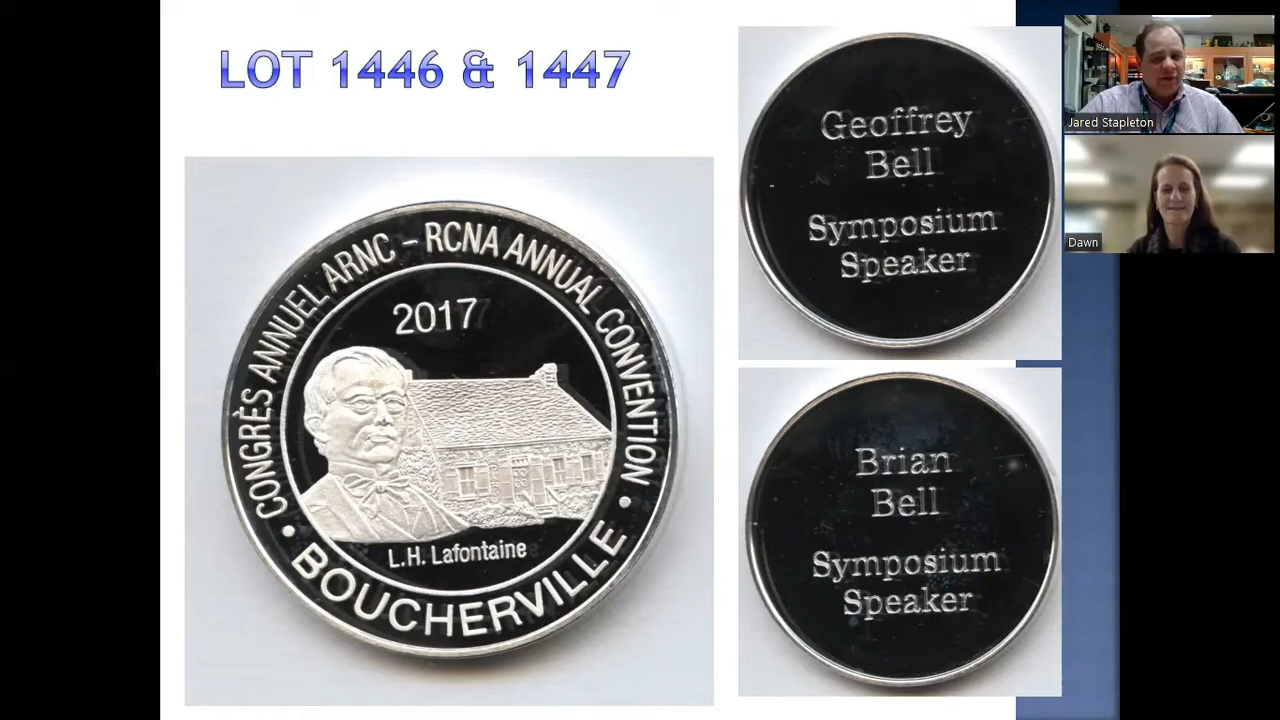 LOT 1446 & 1447
CONGRÈS ANNUEL ARNC - RCNA ANNUAL CONVENTION
2017
L.H. Lafontaine
• BOUCHERVILLE •
Geoffrey
Bell
Symposium
Speaker
Brian
Bell
Symposium
Speaker
Jared Stapleton
Dawn